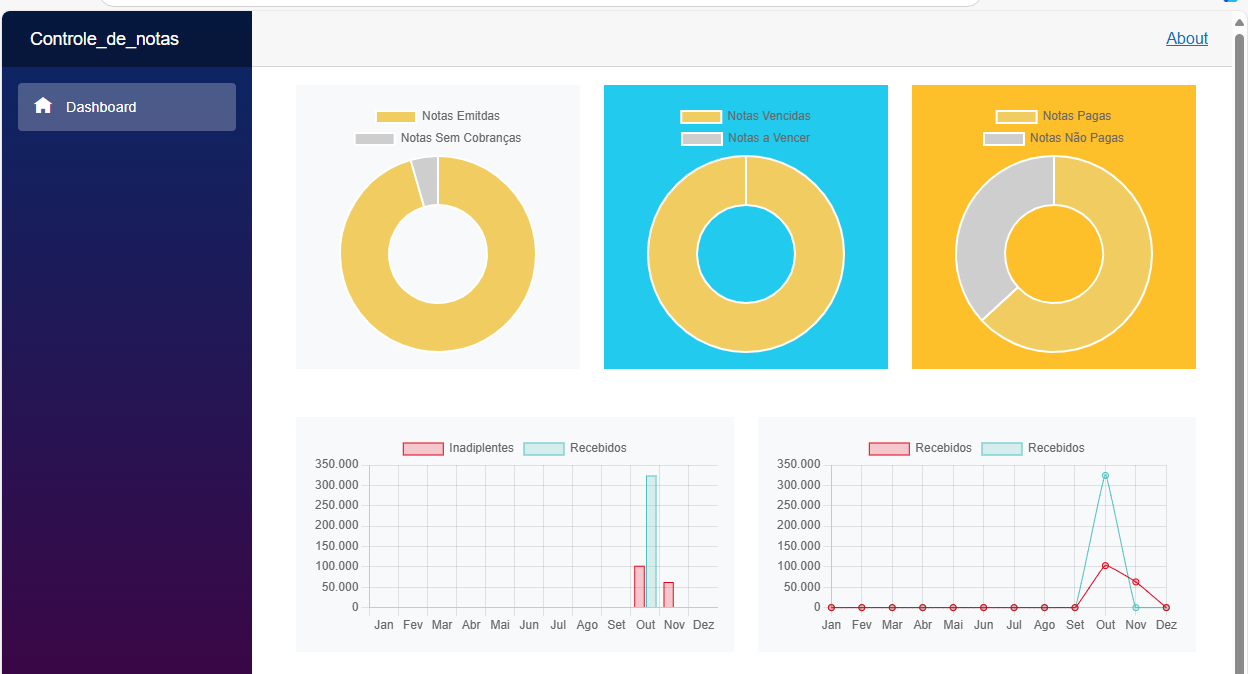 Controle_de_notas
About
Dashboard
Notas Emitdas
Notas Sem Cobranças
Notas Vencidas
Notas a Vencer
Notas Pagas
Notas Não Pagas
Inadiplentes Recebidos
350.000
300.000
250.000
200.000
150.000
100.000
50.000
0
Jan Fev Mar Abr Mai Jun Jul Ago Set Out Nov Dez
Recebidos Recebidos
350.000
300.000
250.000
200.000
150.000
100.000
50.000
0
Jan Fev Mar Abr Mai Jun Jul Ago Set Out Nov Dez